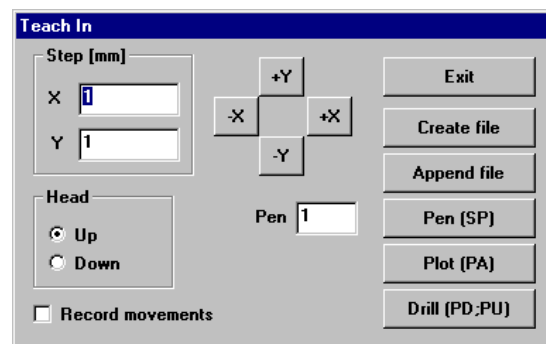 Teach In
Step [mm]
X 1
Y 1
+Y
-X
+X
-Y
Head
Up
Down
Pen 1
Record movements
Exit
Create file
Append file
Pen (SP)
Plot (PA)
Drill (PD;PU)